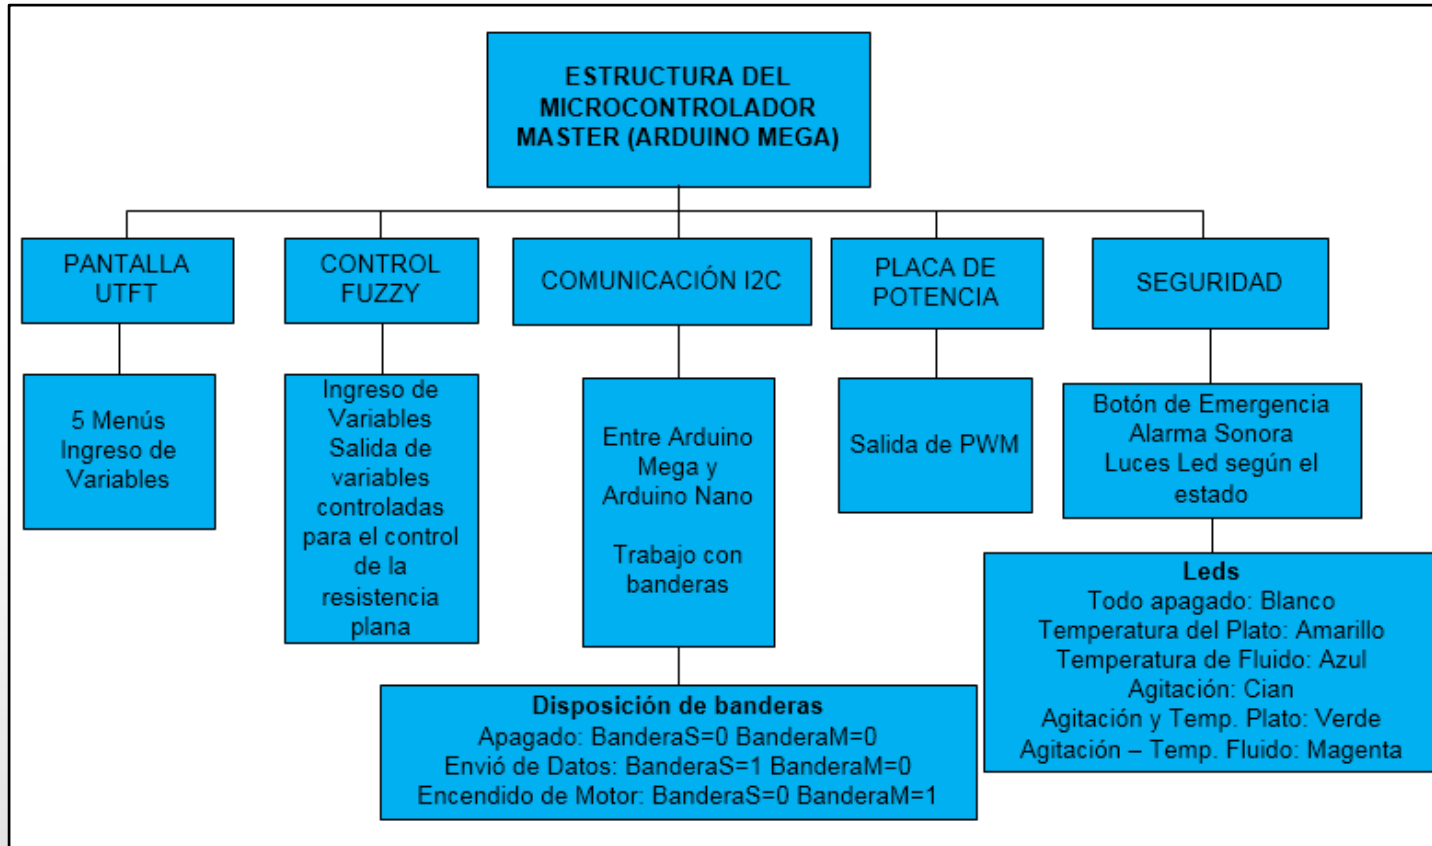 ESTRUCTURA DEL
MICROCONTROLADOR
MASTER (ARDUINO MEGA)
PANTALLA
UTFT
CONTROL
FUZZY
COMUNICACIÓN I2C
PLACA DE
POTENCIA
SEGURIDAD
5 Menús
Ingreso de
Variables
Ingreso de
Variables
Salida de
variables
controladas
para el control
de la
resistencia
plana
Entre Arduino
Mega y
Arduino Nano
Trabajo con
banderas
Salida de PWM
Botón de Emergencia
Alarma Sonora
Luces Led según el
estado
Disposición de banderas
Apagado: BanderaS=0 BanderaM=0
Envió de Datos: BanderaS=1 BanderaM=0
Encendido de Motor: BanderaS=0 BanderaM=1
Leds
Todo apagado: Blanco
Temperatura del Plato: Amarillo
Temperatura de Fluido: Azul
Agitación: Cian
Agitación y Temp. Plato: Verde
Agitación – Temp. Fluido: Magenta